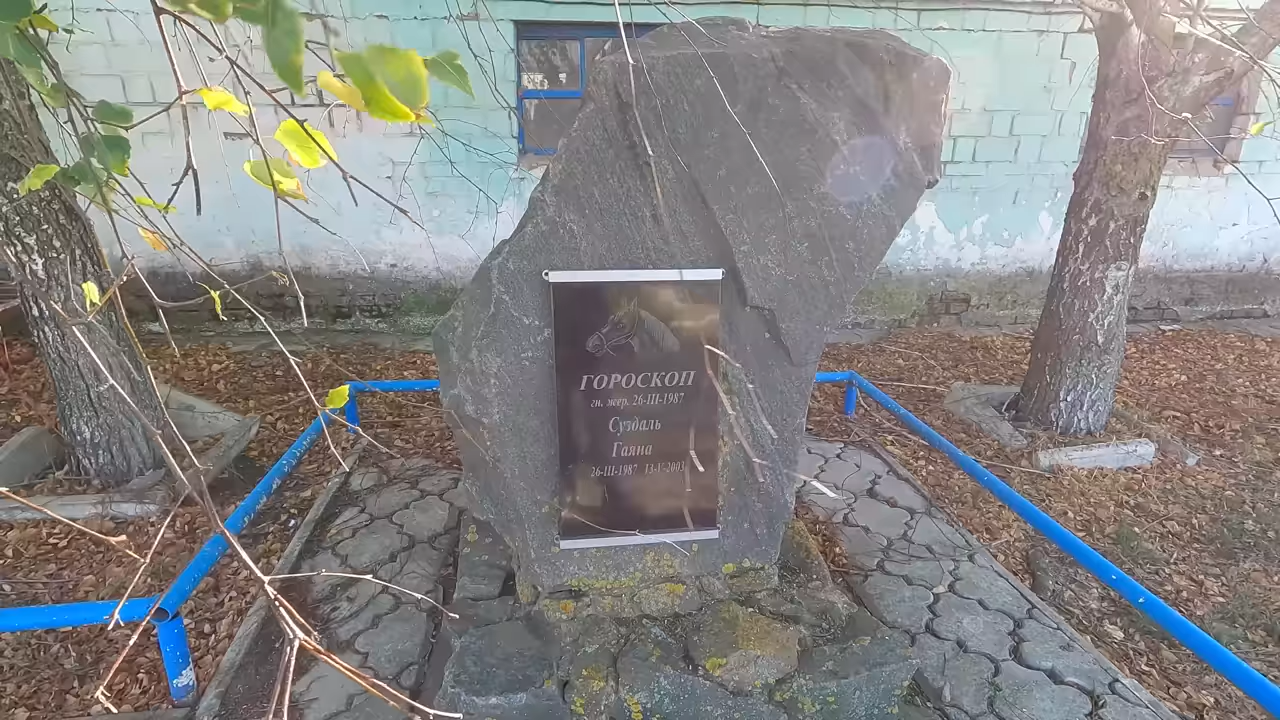 ГОРОСКОП
гн. жер. 26-III-1987
Суздаль
Гаяна
26-III-1987 13-V-2003